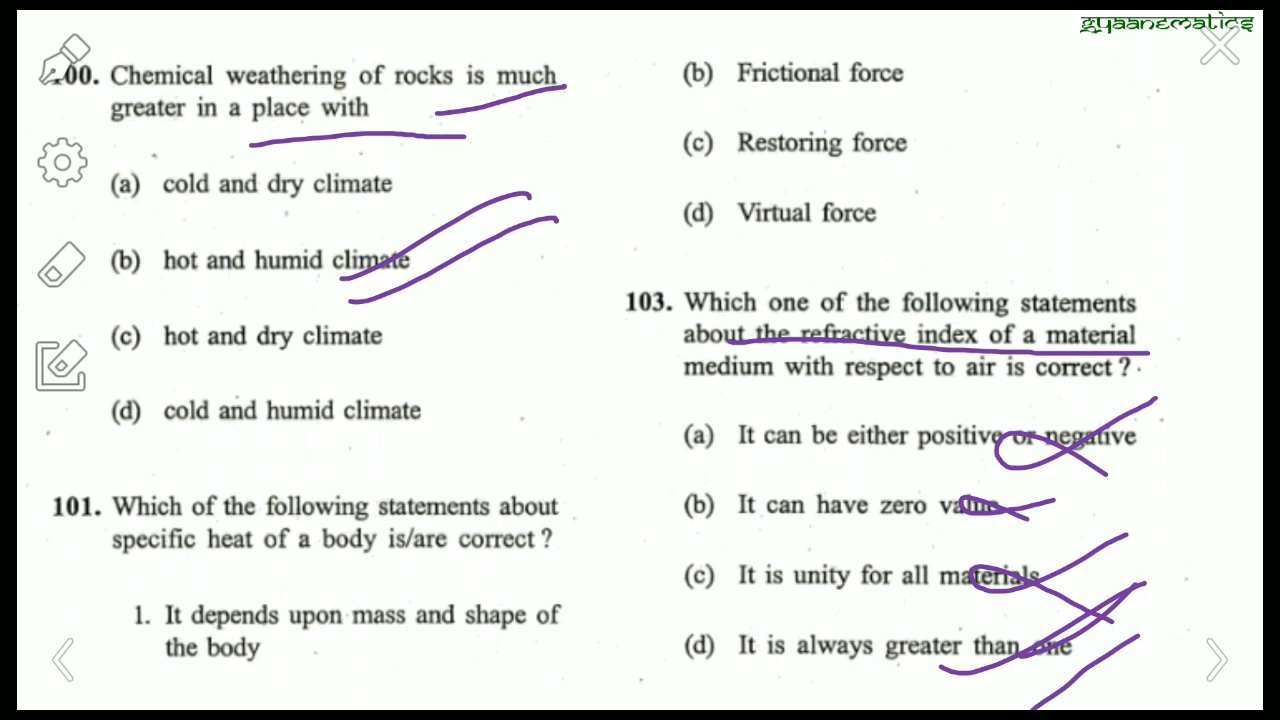 gyaanematics
00. Chemical weathering of rocks is much
greater in a place with
(a) cold and dry climate
(b) hot and humid climate
(c) hot and dry climate
(d) cold and humid climate
101. Which of the following statements about
specific heat of a body is/are correct ?
1. It depends upon mass and shape of
the body
(b) Frictional force
(c) Restoring force
(d) Virtual force
103. Which one of the following statements
about the refractive index of a material
medium with respect to air is correct ?
(a) It can be either positive or negative
(b) It can have zero value
(c) It is unity for all materials
(d) It is always greater than one